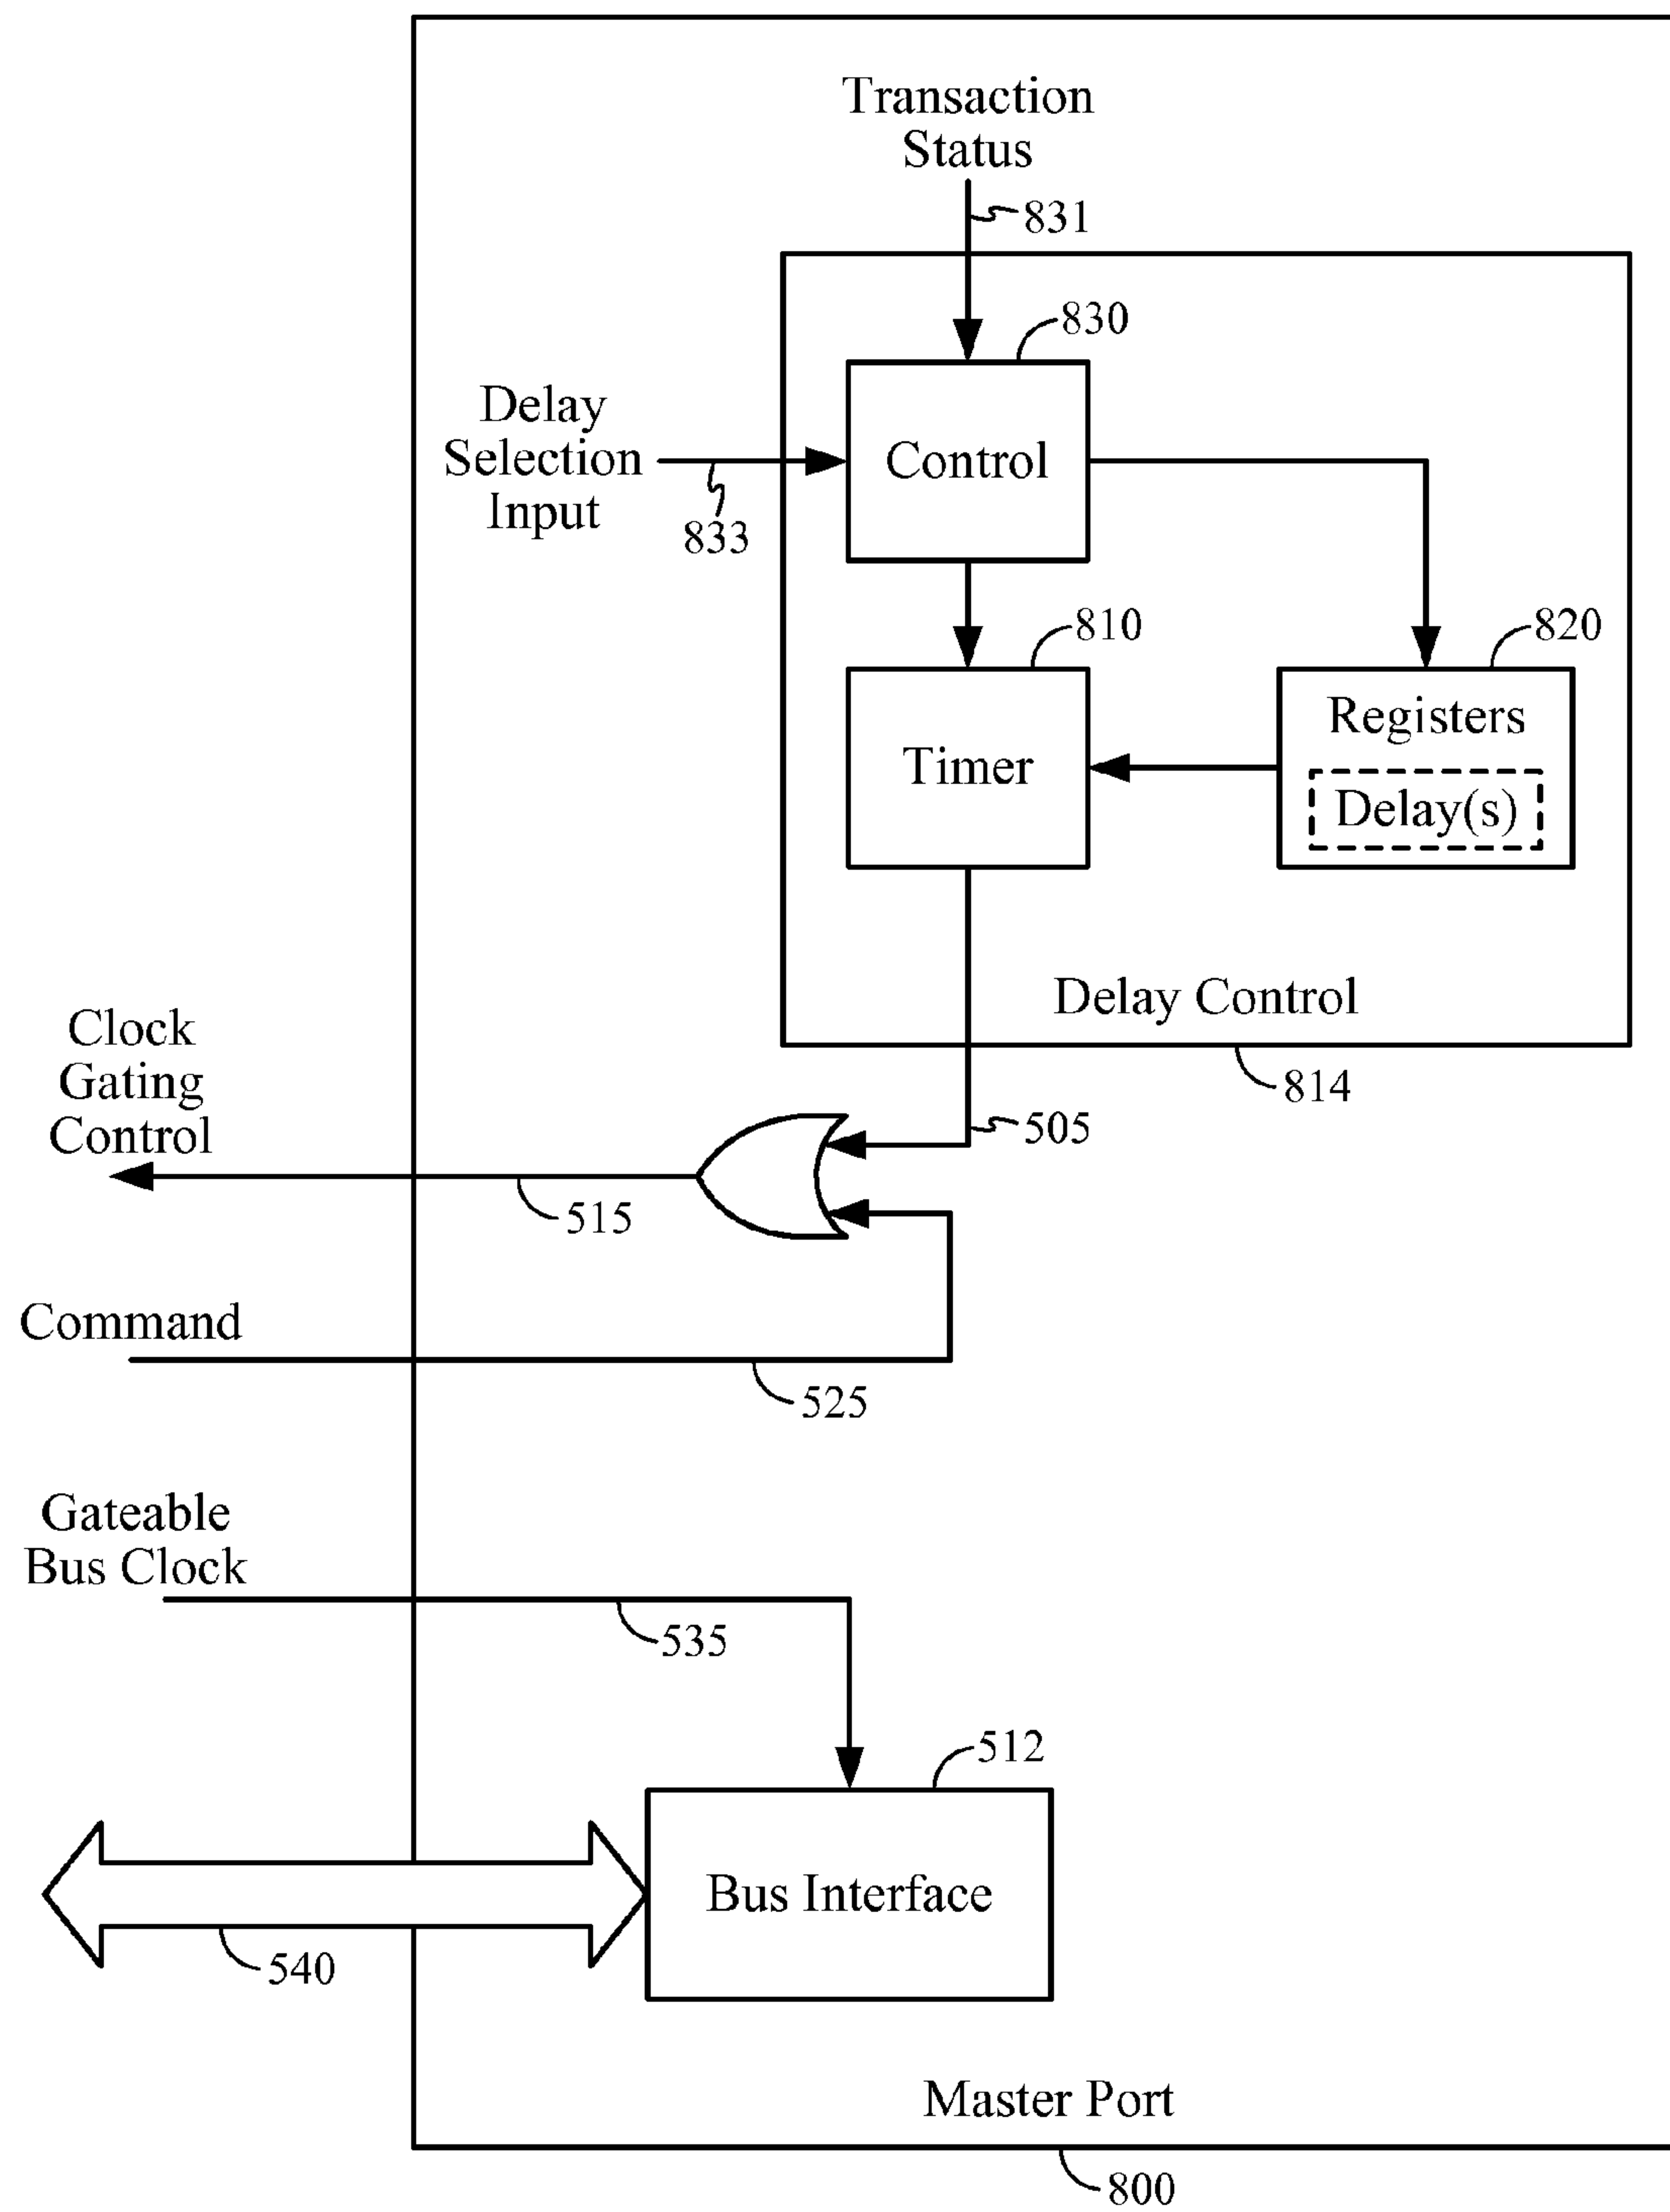 Transaction
Status
831
830
Delay
Selection
Input
833
Control
810
820
Timer
Registers
Delay(s)
Delay Control
814
Clock
Gating
Control
505
515
Command
525
Gateable
Bus Clock
535
512
Bus Interface
540
Master Port
800